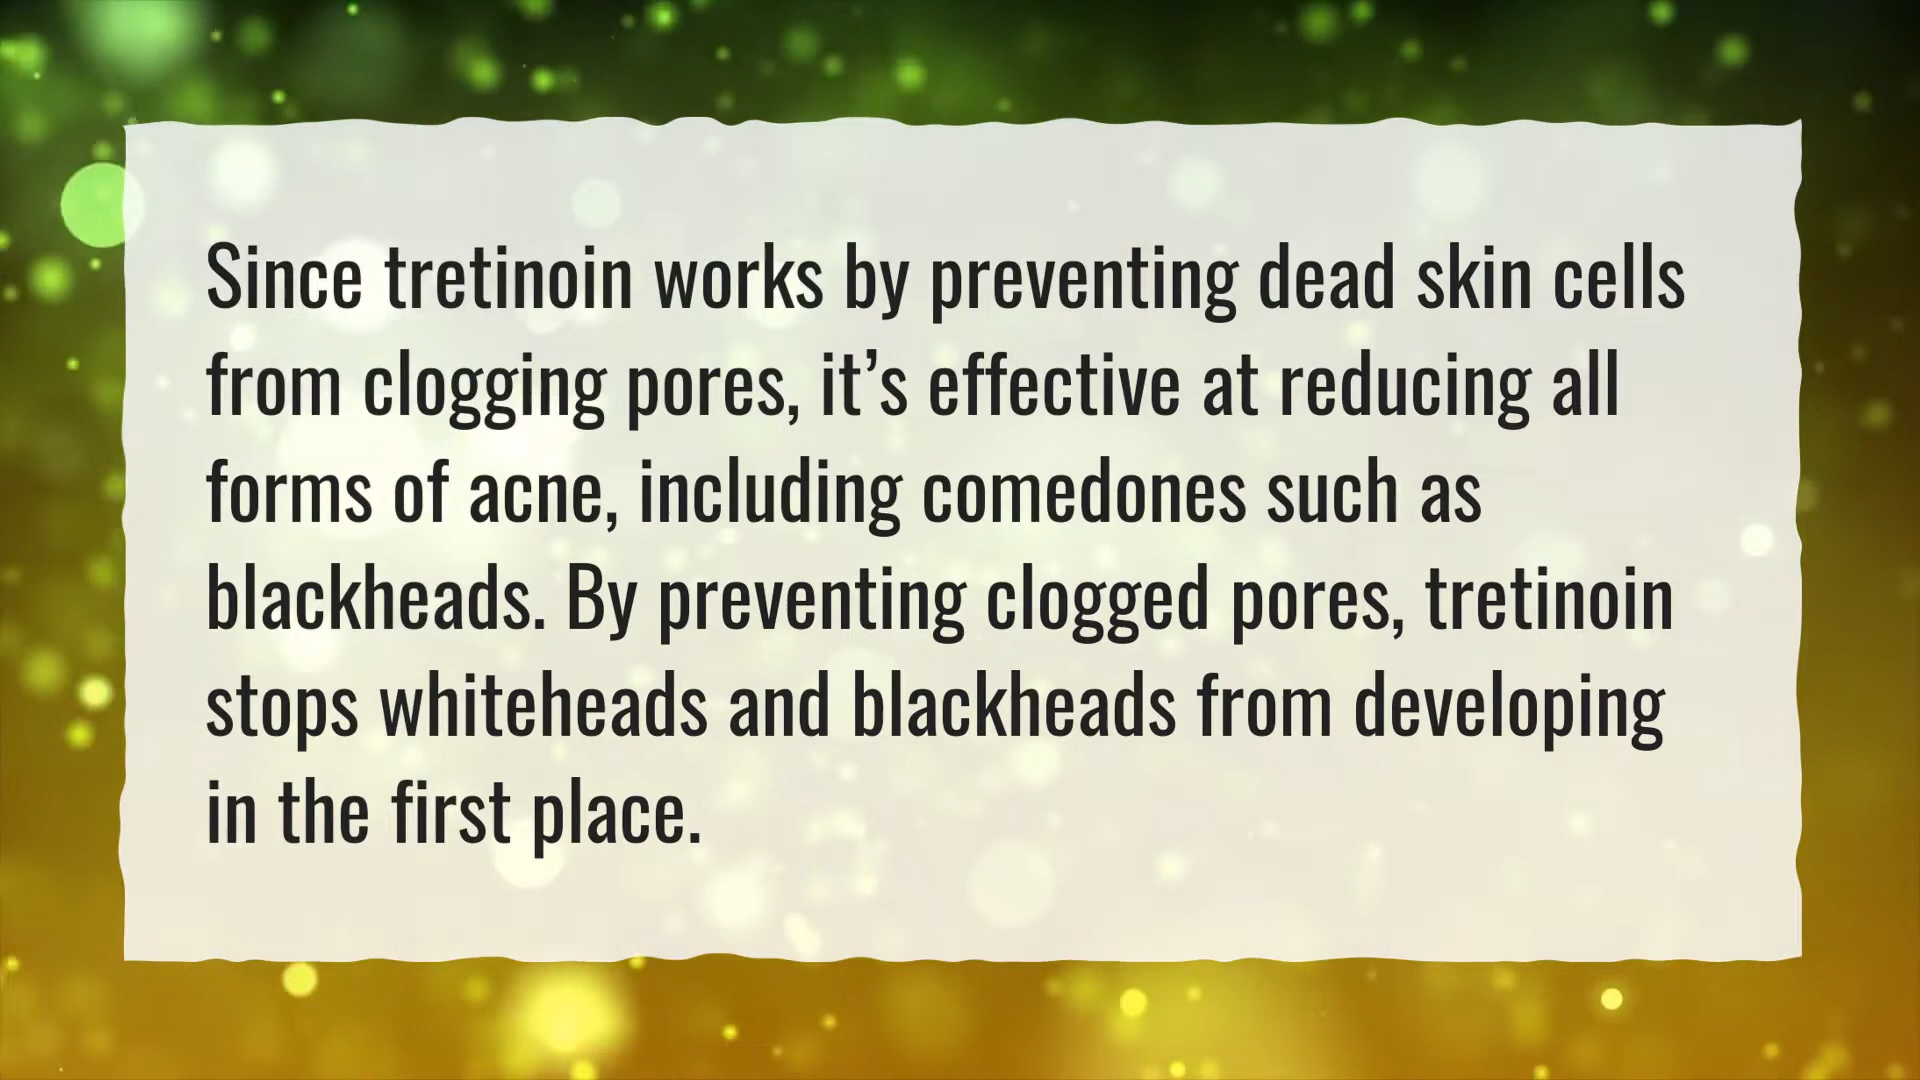 Since tretinoin works by preventing dead skin cells
from clogging pores, it’s effective at reducing all
forms of acne, including comedones such as
blackheads. By preventing clogged pores, tretinoin
stops whiteheads and blackheads from developing
in the first place.